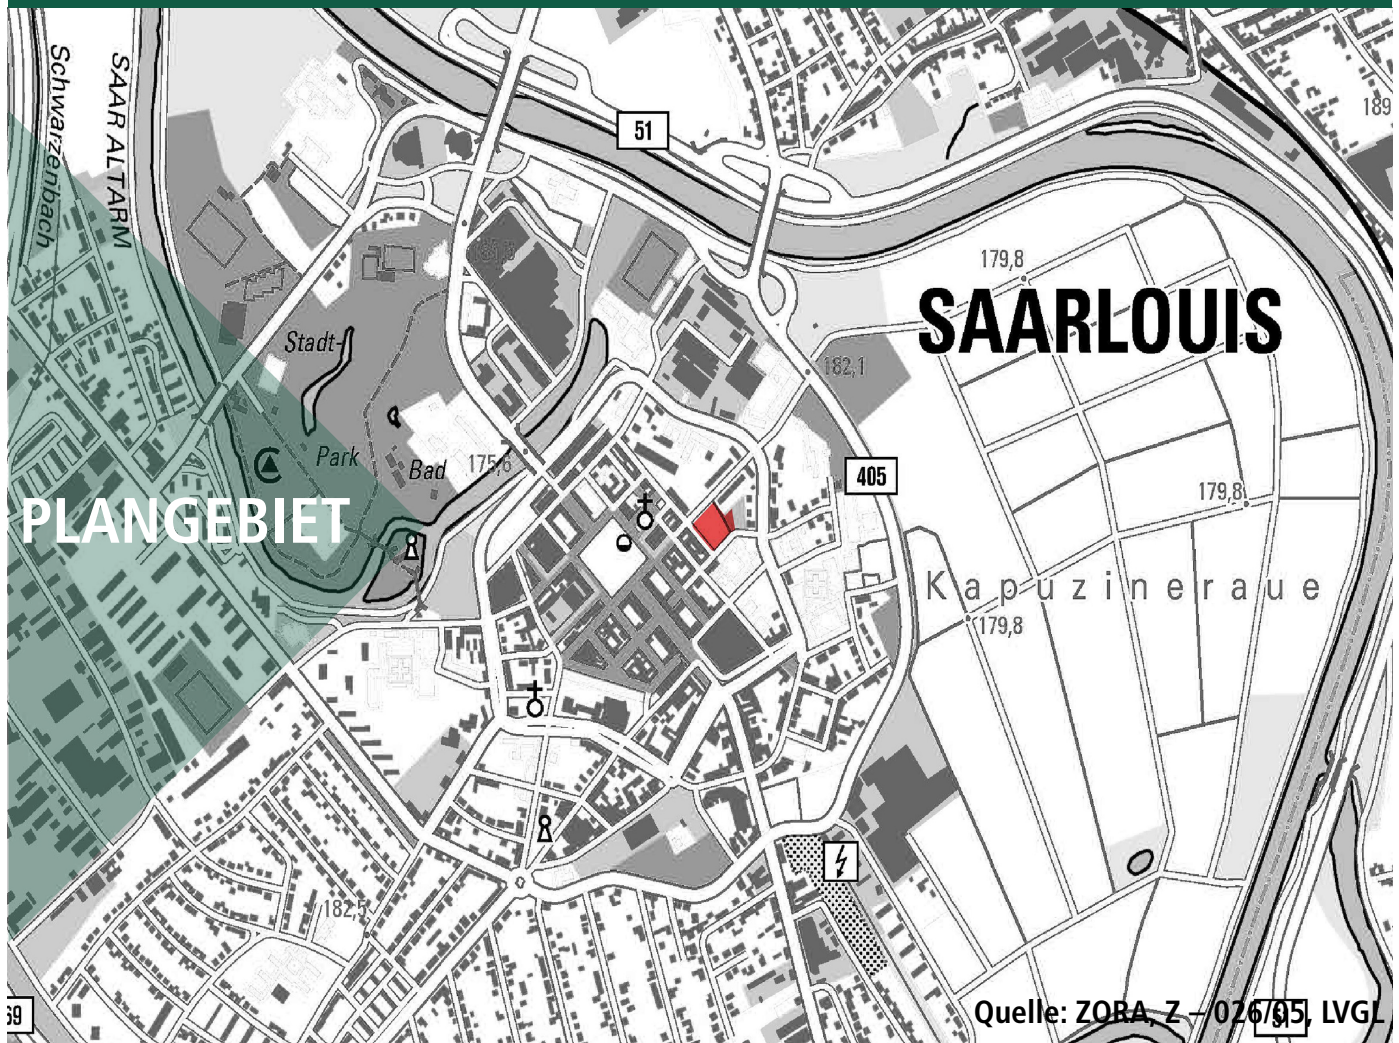 Schwarzenbach
SAAR ALTARM
51
189
179,8
SAARLOUIS
Stadt-
182,1
Park
Bad
175,6
405
179,8
PLANGEBIET
Kapuzineraue
179,8
182,5
Quelle: ZORA, Z – 026/05, LVGL
51